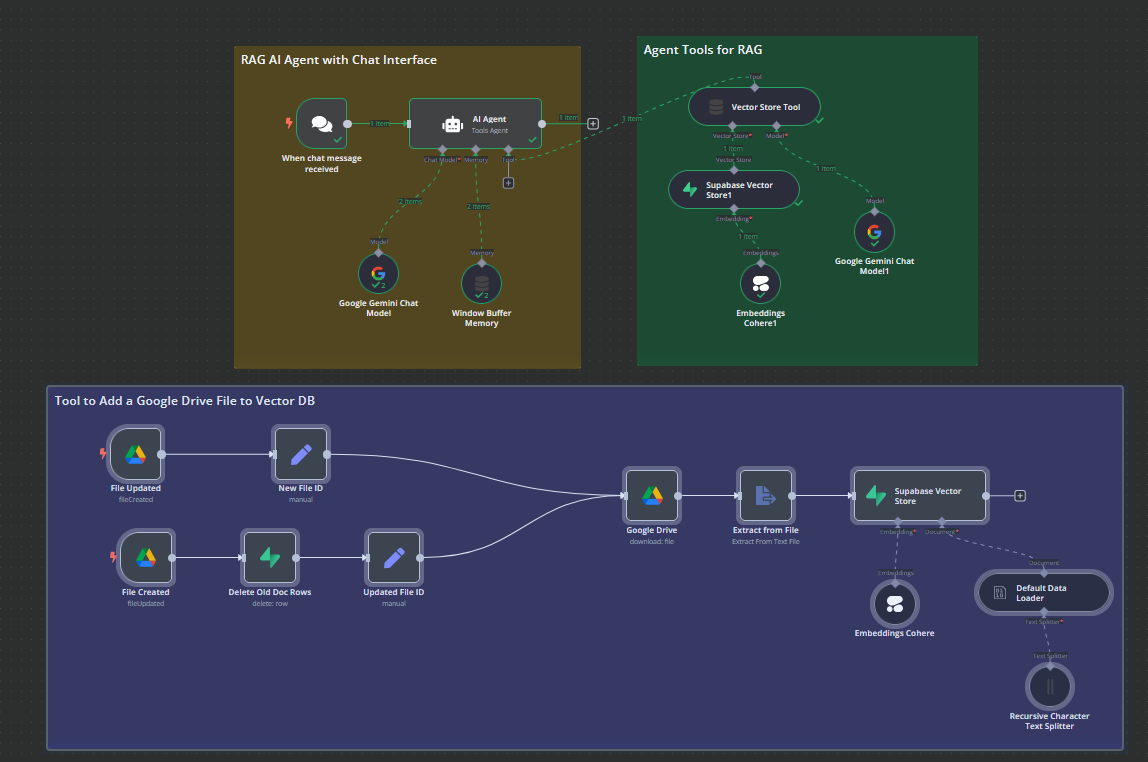 RAG AI Agent with Chat Interface
1 item
AI Agent
Tools Agent
1 item
When chat message
received
Chat Model*
Memory
Tool
2 items
2 items
Model
Memory
2
2
Google Gemini Chat
Model
Window Buffer
Memory
1 item
Agent Tools for RAG
Tool
Vector Store Tool
Vector Store*
Model*
1 item
Vector Store
1 item
Supabase Vector
Store1
Embedding*
1 item
Model
Embeddings
Google Gemini Chat
Model1
Embeddings
Cohere1
Tool to Add a Google Drive File to Vector DB
File Updated
fileCreated
New File ID
manual
File Created
fileUpdated
Delete Old Doc Rows
delete: row
Updated File ID
manual
Google Drive
download: file
Extract from File
Extract From Text File
Supabase Vector
Store
Embedding*
Document*
Embeddings
Document
Embeddings Cohere
Default Data
Loader
Text Splitter*
Text Splitter
Recursive Character
Text Splitter